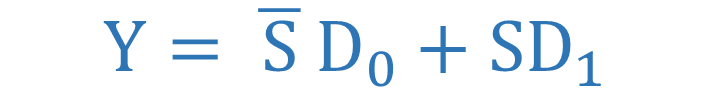 Y = S̅ D₀ + SD₁